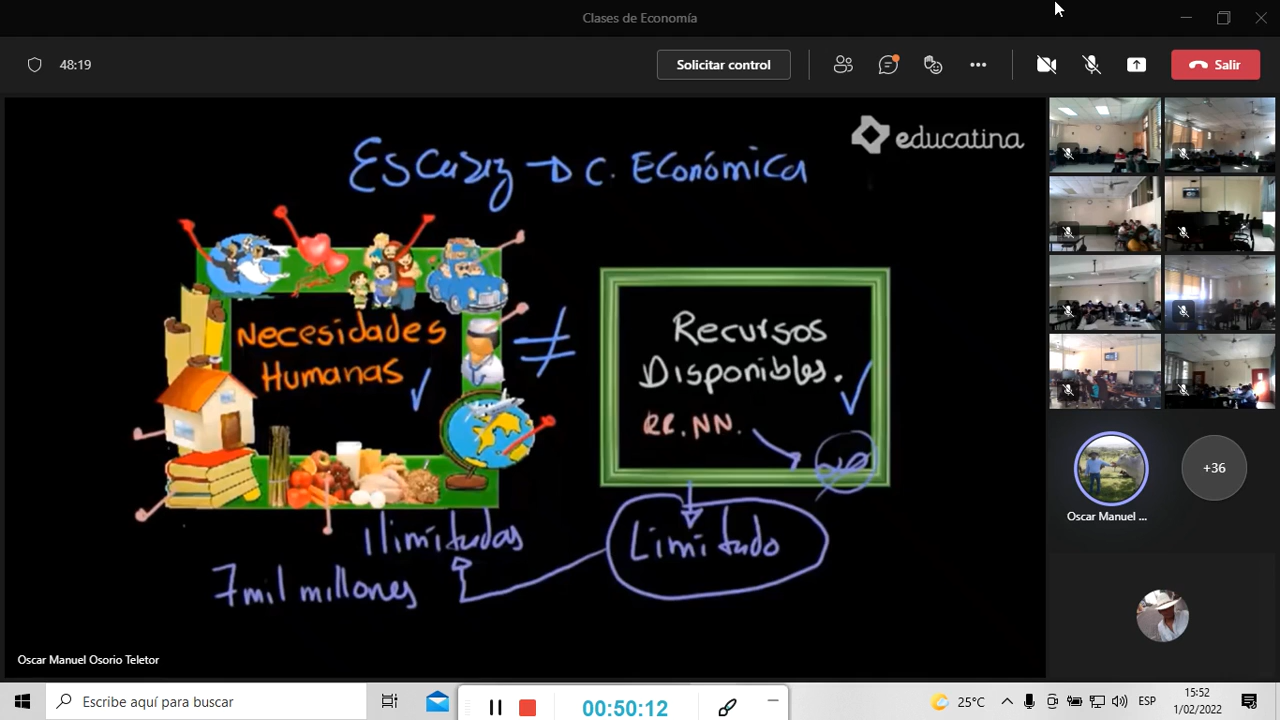 Clases de Economía
48:19
Solicitar control
Salir
educatina
Escasez → C. Económica
Necesidades
Humanas
≠
Recursos
Disponibles.
RR.NN.
Ilimitadas
Limitado
7 mil millones
Oscar Manuel Osorio Teletor
+36
Oscar Manuel ...
Escribe aquí para buscar
00:50:12
25°C
ESP
15:52
1/02/2022